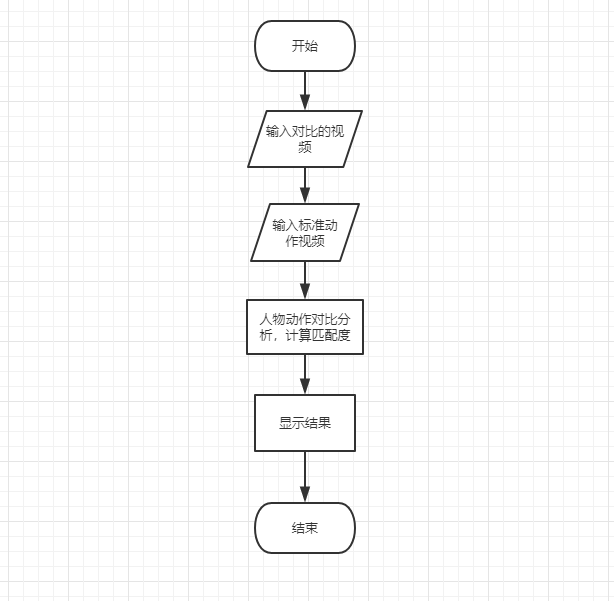 开始
输入对比的视
频
输入标准动
作视频
人物动作对比分
析，计算匹配度
显示结果
结束